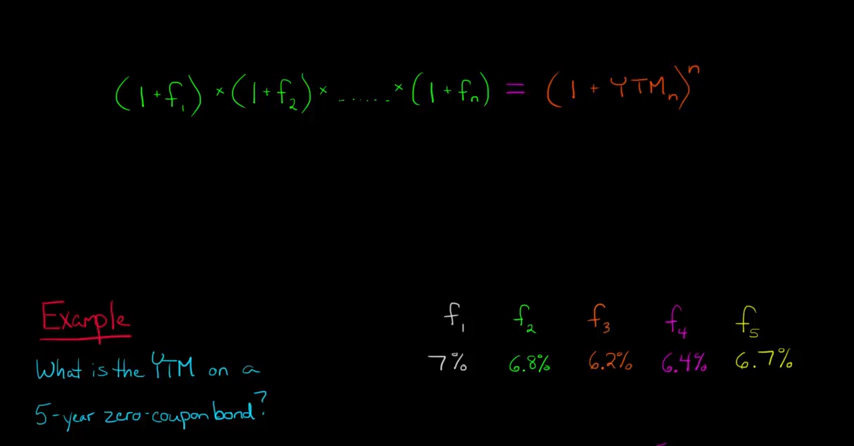 (1+f₁) × (1+f₂) × ...... × (1+fₙ) = (1 + YTMₙ)ⁿ
Example
f₁ f₂ f₃ f₄ f₅
7% 6.8% 6.2% 6.4% 6.7%
What is the YTM on a
5-year zero-coupon bond?